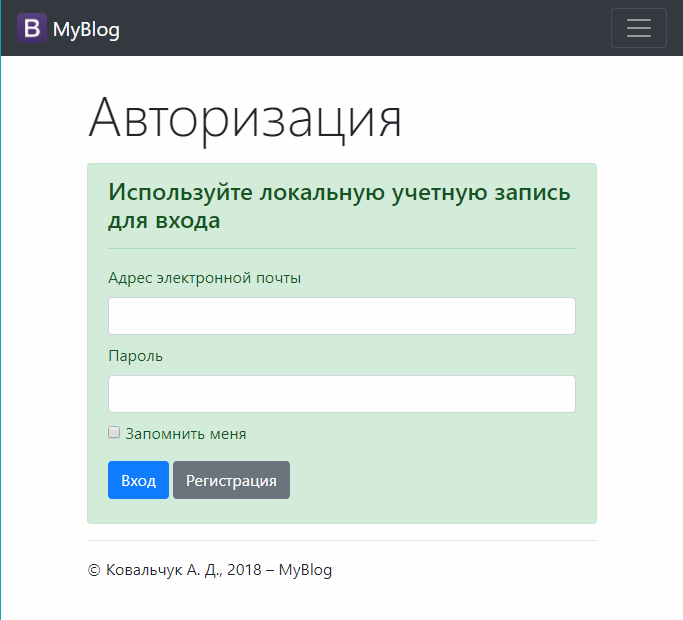 B MyBlog
Авторизация
Используйте локальную учетную запись
для входа
Адрес электронной почты
Пароль
Запомнить меня
Вход Регистрация
© Ковальчук А. Д., 2018 – MyBlog